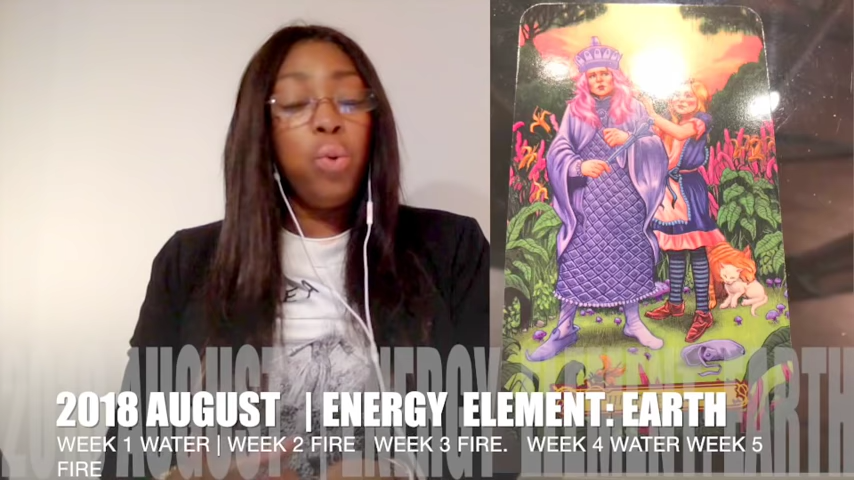 2018 AUGUST | ENERGY ELEMENT: EARTH
WEEK 1 WATER | WEEK 2 FIRE WEEK 3 FIRE. WEEK 4 WATER WEEK 5
FIRE